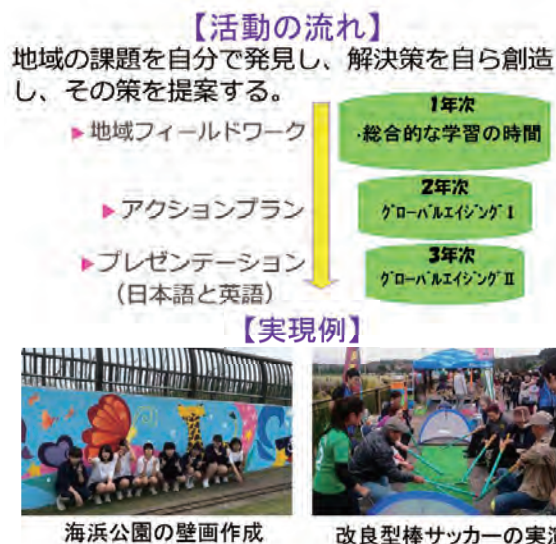 【活動の流れ】
地域の課題を自分で発見し、解決策を自ら創造
し、その策を提案する。
▶地域フィールドワーク
1年次
・総合的な学習の時間
▶アクションプラン
2年次
グローバルエイジングⅠ
▶プレゼンテーション
（日本語と英語）
3年次
グローバルエイジングⅡ
【実現例】
海浜公園の壁画作成
改良型棒サッカーの実